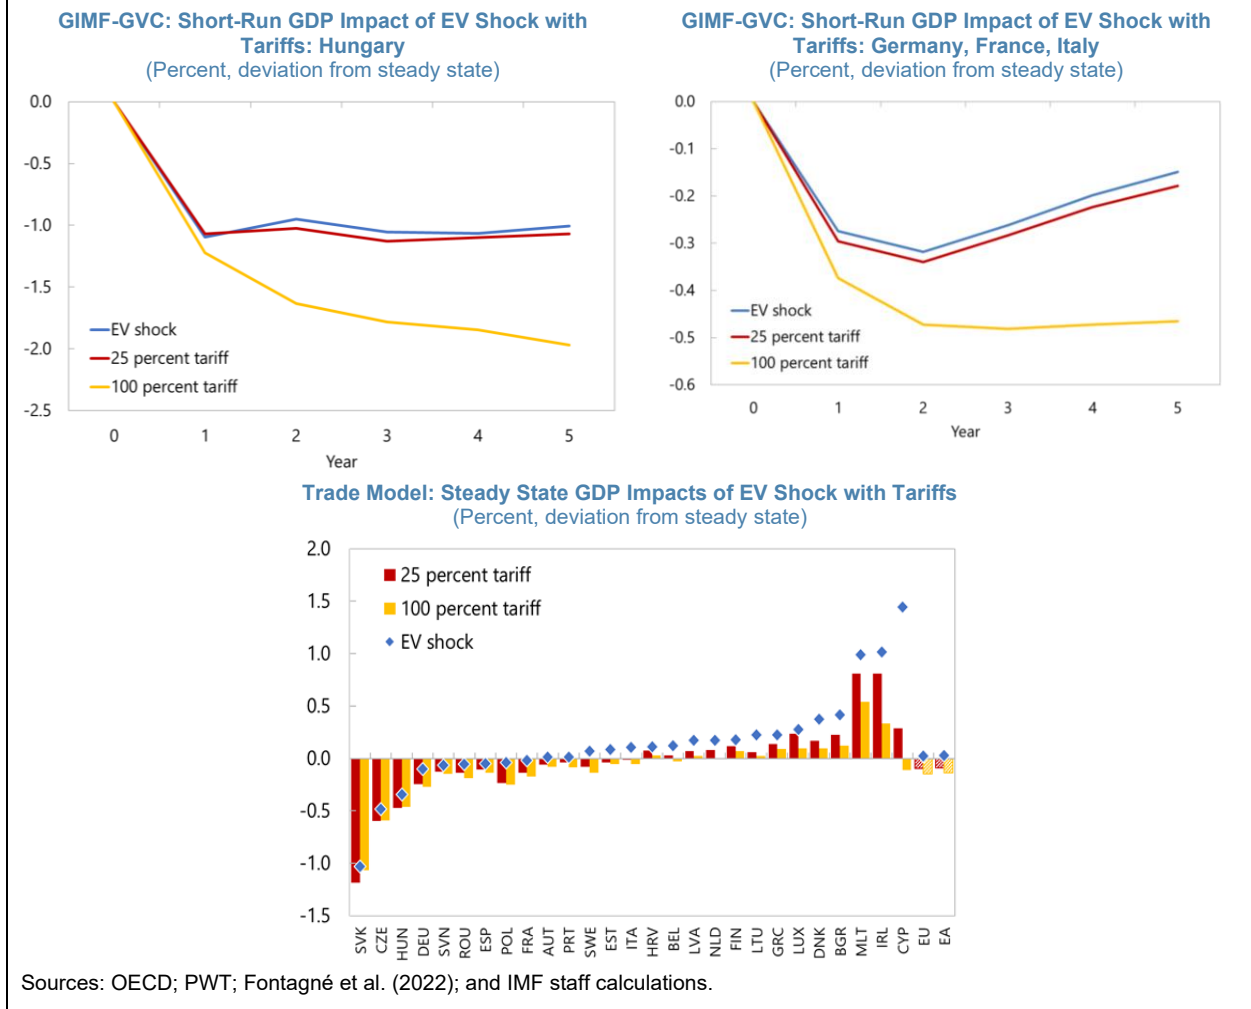 GIMF-GVC: Short-Run GDP Impact of EV Shock with
Tariffs: Hungary
(Percent, deviation from steady state)
0.0
-0.5
-1.0
-1.5
-2.0
-2.5
EV shock
25 percent tariff
100 percent tariff
0 1 2 3 4 5
Year
GIMF-GVC: Short-Run GDP Impact of EV Shock with
Tariffs: Germany, France, Italy
(Percent, deviation from steady state)
0.0
-0.1
-0.2
-0.3
-0.4
-0.5
-0.6
EV shock
25 percent tariff
100 percent tariff
0 1 2 3 4 5
Year
Trade Model: Steady State GDP Impacts of EV Shock with Tariffs
(Percent, deviation from steady state)
2.0
1.5
1.0
0.5
0.0
-0.5
-1.0
-1.5
25 percent tariff
100 percent tariff
EV shock
SVK CZE HUN DEU SVN ROU ESP POL FRA AUT PRT SWE EST ITA HRV BEL LVA NLD FIN LTU GRC LUX DNK BGR MLT IRL CYP EU EA
Sources: OECD; PWT; Fontagné et al. (2022); and IMF staff calculations.